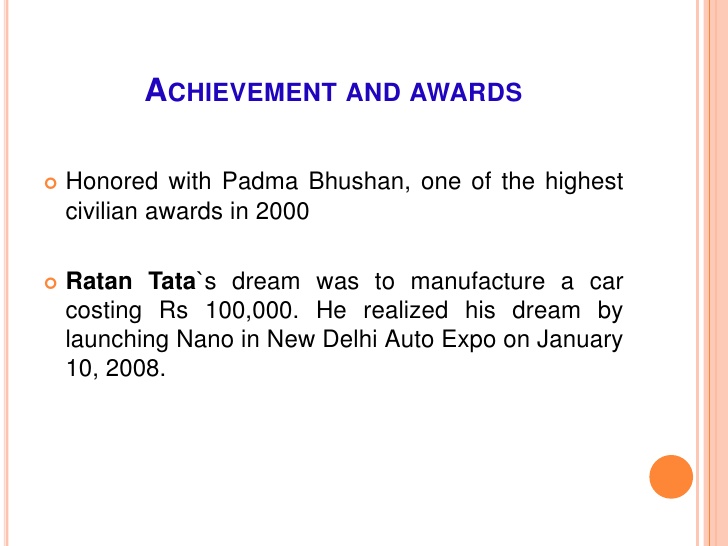 ACHIEVEMENT AND AWARDS
Honored with Padma Bhushan, one of the highest
civilian awards in 2000
Ratan Tata`s dream was to manufacture a car
costing Rs 100,000. He realized his dream by
launching Nano in New Delhi Auto Expo on January
10, 2008.